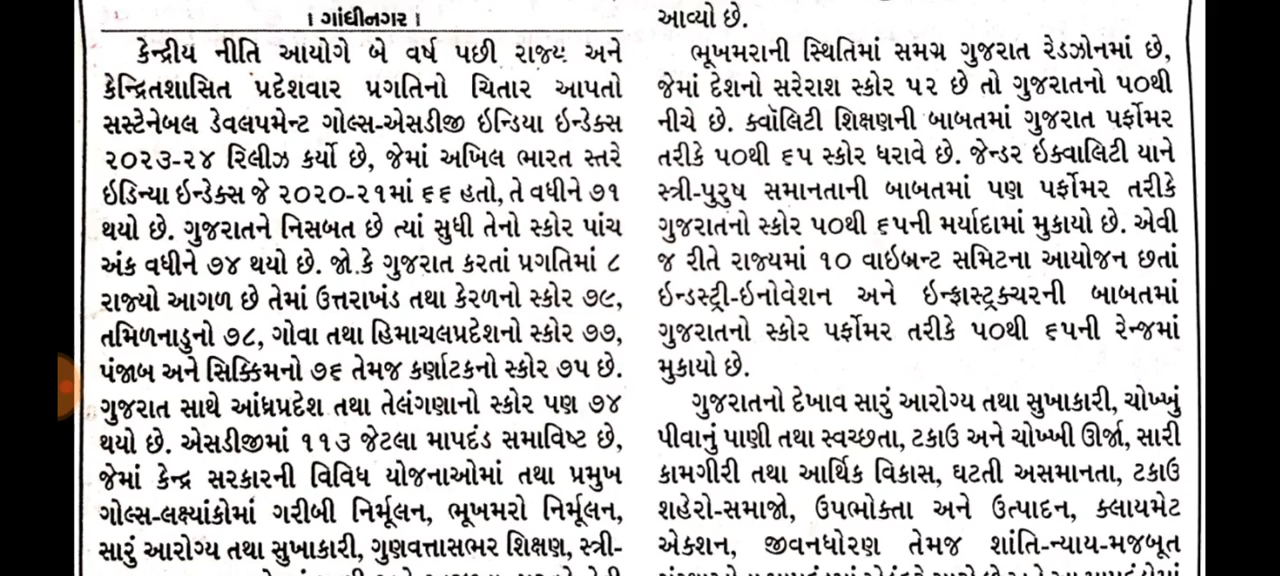 । ગાંધીનગર ।
કેન્દ્રીય નીતિ આયોગે બે વર્ષ પછી રાજ્ય અને
કેન્દ્રિતશાસિત પ્રદેશવાર પ્રગતિનો ચિતાર આપતો
સસ્ટેનેબલ ડેવલપમેન્ટ ગોલ્સ-એસડીજી ઇન્ડિયા ઇન્ડેક્સ
૨૦૨૩-૨૪ રિલીઝ કર્યો છે, જેમાં અખિલ ભારત સ્તરે
ઇંડિન્યા ઇન્ડેક્સ જે ૨૦૨૦-૨૧માં ૬૬ હતો, તે વધીને ૭૧
થયો છે. ગુજરાતને નિસબત છે ત્યાં સુધી તેનો સ્કોર પાંચ
અંક વધીને ૭૪ થયો છે. જો.કે ગુજરાત કરતાં પ્રગતિમાં ૮
રાજ્યો આગળ છે તેમાં ઉત્તરાખંડ તથા કેરળનો સ્કોર ૭૯,
તમિળનાડુનો ૭૮, ગોવા તથા હિમાચલપ્રદેશનો સ્કોર ૭૭,
પંજાબ અને સિક્કિમનો ૭૬ તેમજ કર્ણાટકનો સ્કોર ૭૫ છે.
ગુજરાત સાથે આંધ્રપ્રદેશ તથા તેલંગણાનો સ્કોર પણ ૭૪
થયો છે. એસડીજીમાં ૧૧૩ જેટલા માપદંડ સમાવિષ્ટ છે,
જેમાં કેન્દ્ર સરકારની વિવિધ યોજનાઓમાં તથા પ્રમુખ
ગોલ્સ-લક્ષ્યાંકોમાં ગરીબી નિર્મૂલન, ભૂખમરો નિર્મૂલન,
સારું આરોગ્ય તથા સુખાકારી, ગુણવત્તાસભર શિક્ષણ, સ્ત્રી-
આવ્યો છે.
ભૂખમરાની સ્થિતિમાં સમગ્ર ગુજરાત રેડઝોનમાં છે,
જેમાં દેશનો સરેરાશ સ્કોર ૫૨ છે તો ગુજરાતનો ૫૦થી
નીચે છે. ક્વૉલિટી શિક્ષણની બાબતમાં ગુજરાત પર્ફોમર
તરીકે ૫૦થી ૬૫ સ્કોર ધરાવે છે. જેન્ડર ઇક્વાલિટી યાને
સ્ત્રી-પુરુષ સમાનતાની બાબતમાં પણ પર્ફોમર તરીકે
ગુજરાતનો સ્કોર ૫૦થી ૬૫ની મર્યાદામાં મુકાયો છે. એવી
જ રીતે રાજ્યમાં ૧૦ વાઇબ્રન્ટ સમિટના આયોજન છતાં
ઇન્ડસ્ટ્રી-ઇનોવેશન અને ઇન્ફ્રાસ્ટ્રક્ચરની બાબતમાં
ગુજરાતનો સ્કોર પર્ફોમર તરીકે ૫૦થી ૬૫ની રેન્જમાં
મુકાયો છે.
ગુજરાતનો દેખાવ સારું આરોગ્ય તથા સુખાકારી, ચોખ્ખું
પીવાનું પાણી તથા સ્વચ્છતા, ટકાઉ અને ચોખ્ખી ઊર્જા, સારી
કામગીરી તથા આર્થિક વિકાસ, ઘટતી અસમાનતા, ટકાઉ
શહેરો-સમાજો, ઉપભોક્તા અને ઉત્પાદન, ક્લાયમેટ
એક્શન, જીવનધોરણ તેમજ શાંતિ-ન્યાય-મજબૂત